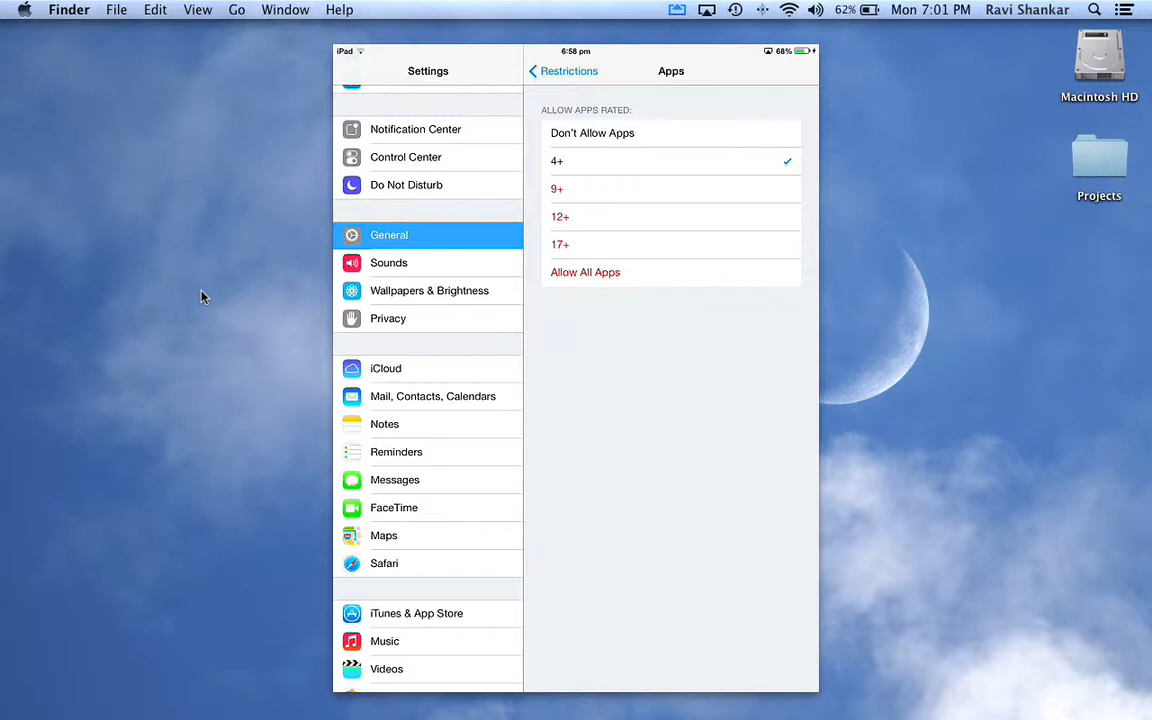 Finder File Edit View Go Window Help 62% Mon 7:01 PM Ravi Shankar
iPad 6:58 pm 68%
Settings
Restrictions Apps
Notification Center
Control Center
Do Not Disturb
General
Sounds
Wallpapers & Brightness
Privacy
iCloud
Mail, Contacts, Calendars
Notes
Reminders
Messages
FaceTime
Maps
Safari
iTunes & App Store
Music
Videos
ALLOW APPS RATED:
Don't Allow Apps
4+
9+
12+
17+
Allow All Apps
Macintosh HD
Projects